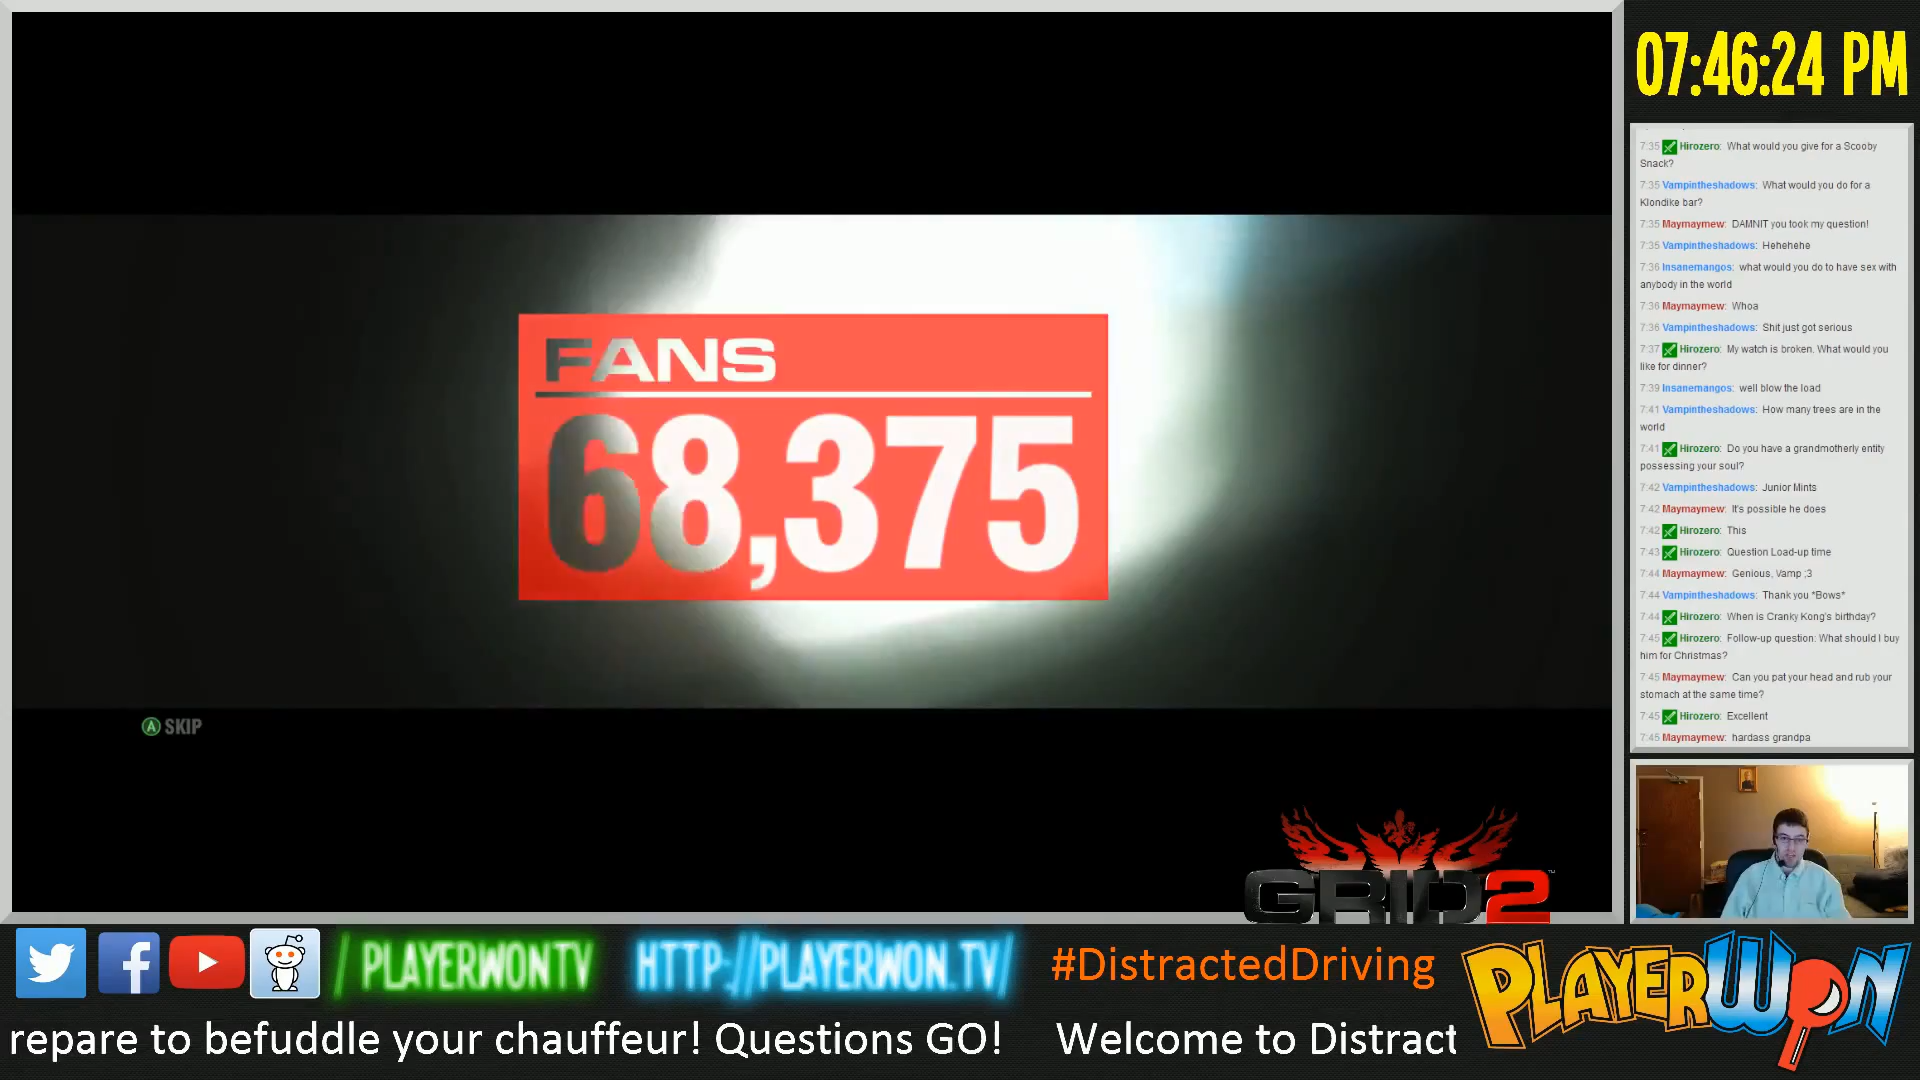 07:46:24 PM
FANS
68,375
A SKIP
GRID2
7:35 Hirozero: What would you give for a Scooby
Snack?
7:35 Vampintheshadows: What would you do for a
Klondike bar?
7:35 Maymaymew: DAMNIT you took my question!
7:35 Vampintheshadows: Hehehehe
7:36 Insanemangos: what would you do to have sex with
anybody in the world
7:36 Maymaymew: Whoa
7:36 Vampintheshadows: Shit just got serious
7:37 Hirozero: My watch is broken. What would you
like for dinner?
7:39 Insanemangos: well blow the load
7:41 Vampintheshadows: How many trees are in the
world
7:41 Hirozero: Do you have a grandmotherly entity
possessing your soul?
7:42 Vampintheshadows: Junior Mints
7:42 Maymaymew: It's possible he does
7:42 Hirozero: This
7:43 Hirozero: Question Load-up time
7:44 Maymaymew: Genious, Vamp ;3
7:44 Vampintheshadows: Thank you *Bows*
7:44 Hirozero: When is Cranky Kong's birthday?
7:45 Hirozero: Follow-up question: What should I buy
him for Christmas?
7:45 Maymaymew: Can you pat your head and rub your
stomach at the same time?
7:45 Hirozero: Excellent
7:45 Maymaymew: hardass grandpa
/PLAYERWONTV
HTTP://PLAYERWON.TV/
#DistractedDriving
PLAYERWON
repare to befuddle your chauffeur! Questions GO! Welcome to Distract